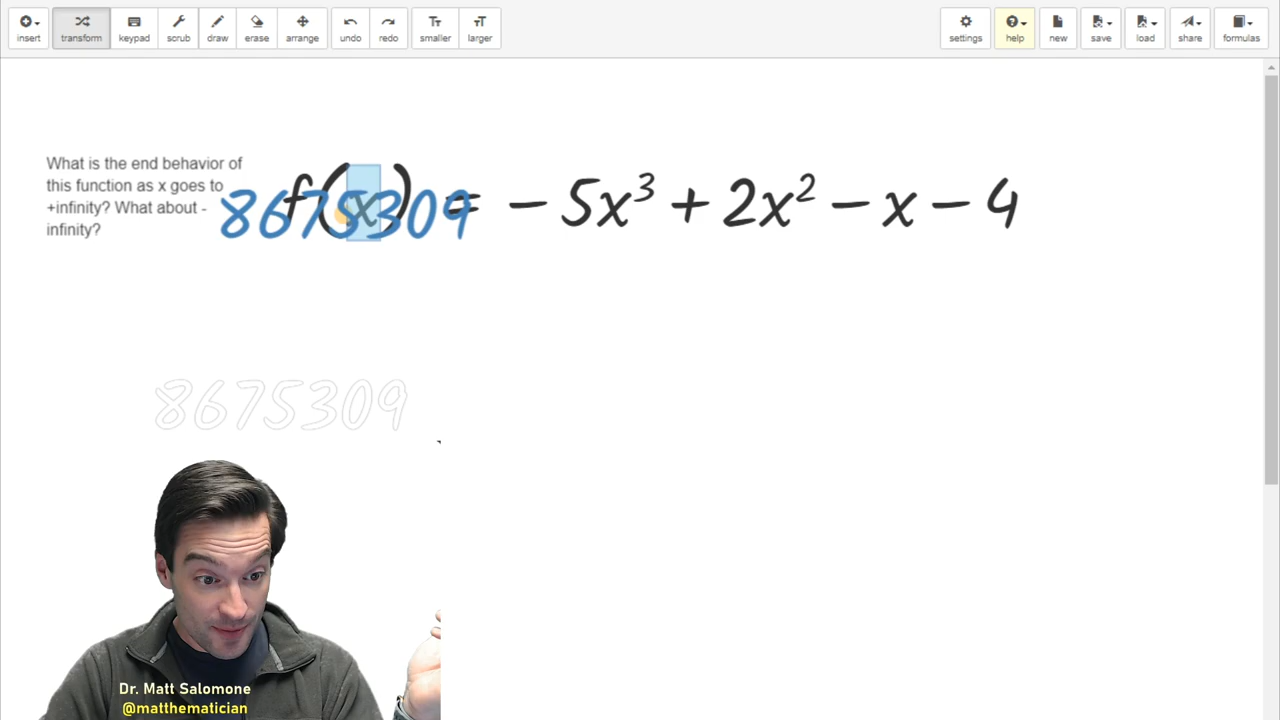 insert transform keypad scrub draw erase arrange undo redo smaller larger settings help new save load share formulas
What is the end behavior of
this function as x goes to
+infinity? What about -
infinity?
f(x) = −5x³ + 2x² − x − 4
8675309
8675309
Dr. Matt Salomone
@matthematician